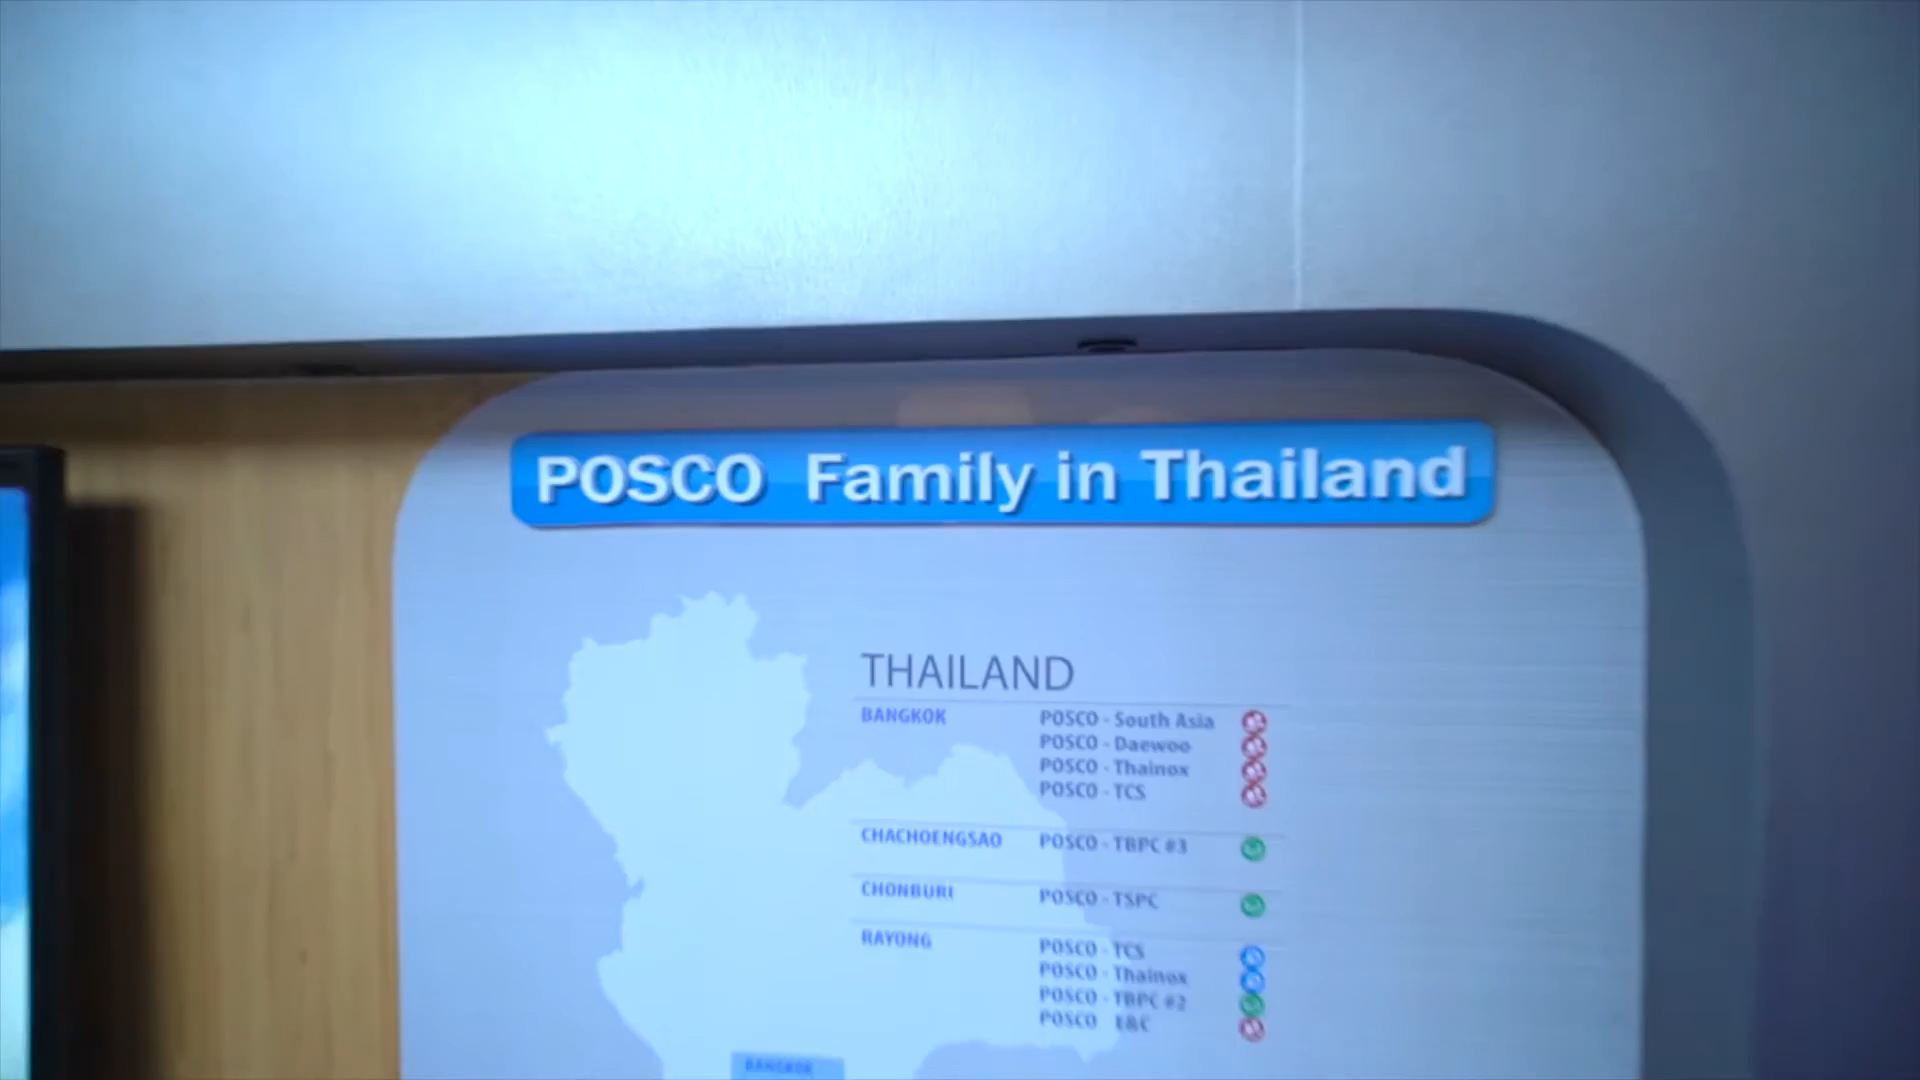 POSCO Family in Thailand
THAILAND
BANGKOK POSCO - South Asia
POSCO - Daewoo
POSCO - Thainox
POSCO - TCS
CHACHOENGSAO POSCO - TBPC #3
CHONBURI POSCO - TSPC
RAYONG POSCO - TCS
POSCO - Thainox
POSCO - TBPC #2
POSCO E&C
BANGKOK